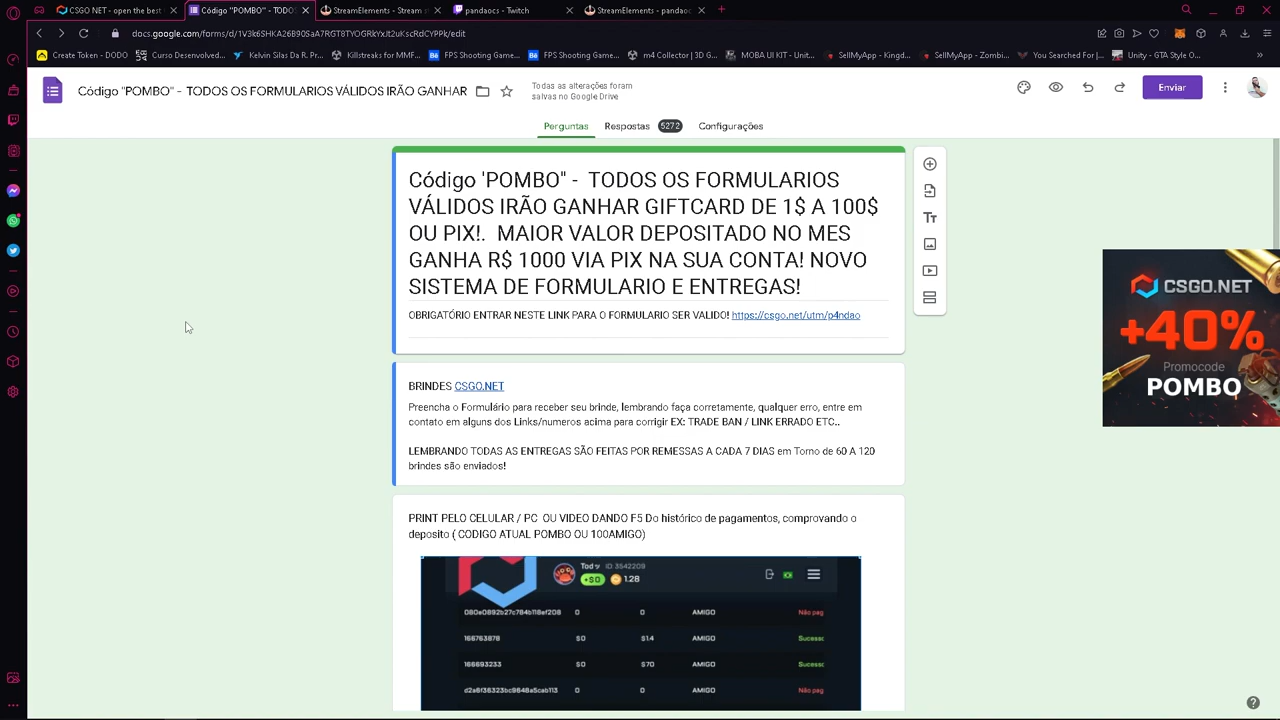 CSGO.NET - open the best
Código "POMBO" - TODOS
StreamElements - Stream
pandaoc - Twitch
StreamElements - pandaoc
docs.google.com/forms/d/1V3k6SHKA26B90SaA7RGT8TYOGRkYxJt2uUcKsrCdYCY/edit
Create Token – DODO
Curso Desenvolved...
Kelvin Silas Da R...
Killstreaks for MMF...
FPS Shooting Game...
FPS Shooting Game...
m4 Collector | 3D G...
MOBA UI KIT - Unit...
SellMyApp - Kingdo...
SellMyApp - Zombi...
You Searched For |...
Unity - GTA Style O...
Código "POMBO" - TODOS OS FORMULARIOS VÁLIDOS IRÃO GANHAR
Todas as alterações foram
salvas no Google Drive
Enviar
Perguntas
Respostas 5272
Configurações
Código 'POMBO" - TODOS OS FORMULARIOS
VÁLIDOS IRÃO GANHAR GIFTCARD DE 1$ A 100$
OU PIX!. MAIOR VALOR DEPOSITADO NO MES
GANHA R$ 1000 VIA PIX NA SUA CONTA! NOVO
SISTEMA DE FORMULARIO E ENTREGAS!
OBRIGATÓRIO ENTRAR NESTE LINK PARA O FORMULARIO SER VALIDO! https://csgo.net/utm/p4ndao
CSGO.NET
+40%
Promocode
POMBO
BRINDES CSGO.NET
Preencha o Formulário para receber seu brinde, lembrando faça corretamente, qualquer erro, entre em
contato em alguns dos Links/numeros acima para corrigir EX: TRADE BAN / LINK ERRADO ETC..
LEMBRANDO TODAS AS ENTREGAS SÃO FEITAS POR REMESSAS A CADA 7 DIAS em Torno de 60 A 120
brindes são enviados!
PRINT PELO CELULAR / PC OU VIDEO DANDO F5 Do histórico de pagamentos, comprovando o
deposito ( CODIGO ATUAL POMBO OU 100AMIGO)
Tody ID 3542209
+$0 1.28
080e0892b27c784b118ef208 0 0 AMIGO Não pag
166763878 $0 $1.4 AMIGO Sucesso
166693233 $0 $70 AMIGO Sucesso
d2a6f36323bc9648a5cab113 0 0 AMIGO Não pag